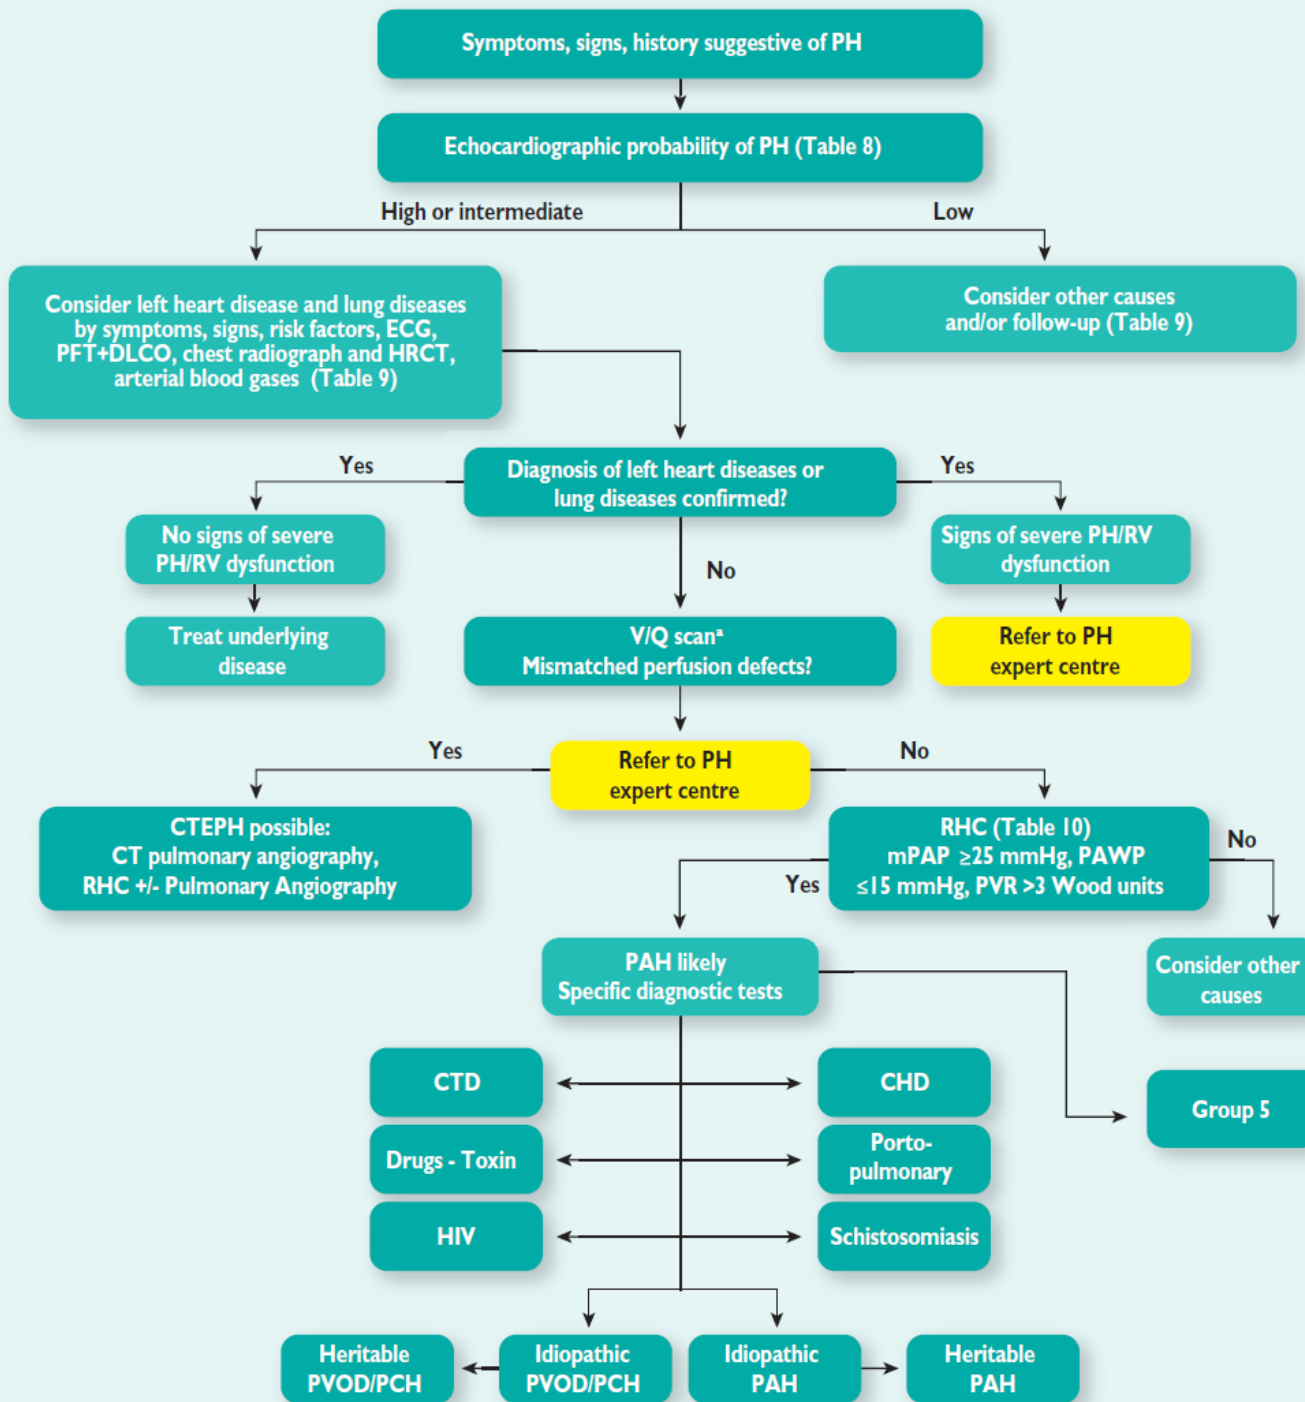 Symptoms, signs, history suggestive of PH
Echocardiographic probability of PH (Table 8)
High or intermediate
Low
Consider left heart disease and lung diseases
by symptoms, signs, risk factors, ECG,
PFT+DLCO, chest radiograph and HRCT,
arterial blood gases (Table 9)
Consider other causes
and/or follow-up (Table 9)
Yes
Diagnosis of left heart diseases or
lung diseases confirmed?
Yes
No signs of severe
PH/RV dysfunction
Signs of severe PH/RV
dysfunction
No
Treat underlying
disease
V/Q scanᵃ
Mismatched perfusion defects?
Refer to PH
expert centre
Yes
Refer to PH
expert centre
No
CTEPH possible:
CT pulmonary angiography,
RHC +/- Pulmonary Angiography
RHC (Table 10)
mPAP ≥25 mmHg, PAWP
≤15 mmHg, PVR >3 Wood units
No
Yes
PAH likely
Specific diagnostic tests
Consider other
causes
CTD
CHD
Group 5
Drugs - Toxin
Porto-
pulmonary
HIV
Schistosomiasis
Heritable
PVOD/PCH
Idiopathic
PVOD/PCH
Idiopathic
PAH
Heritable
PAH